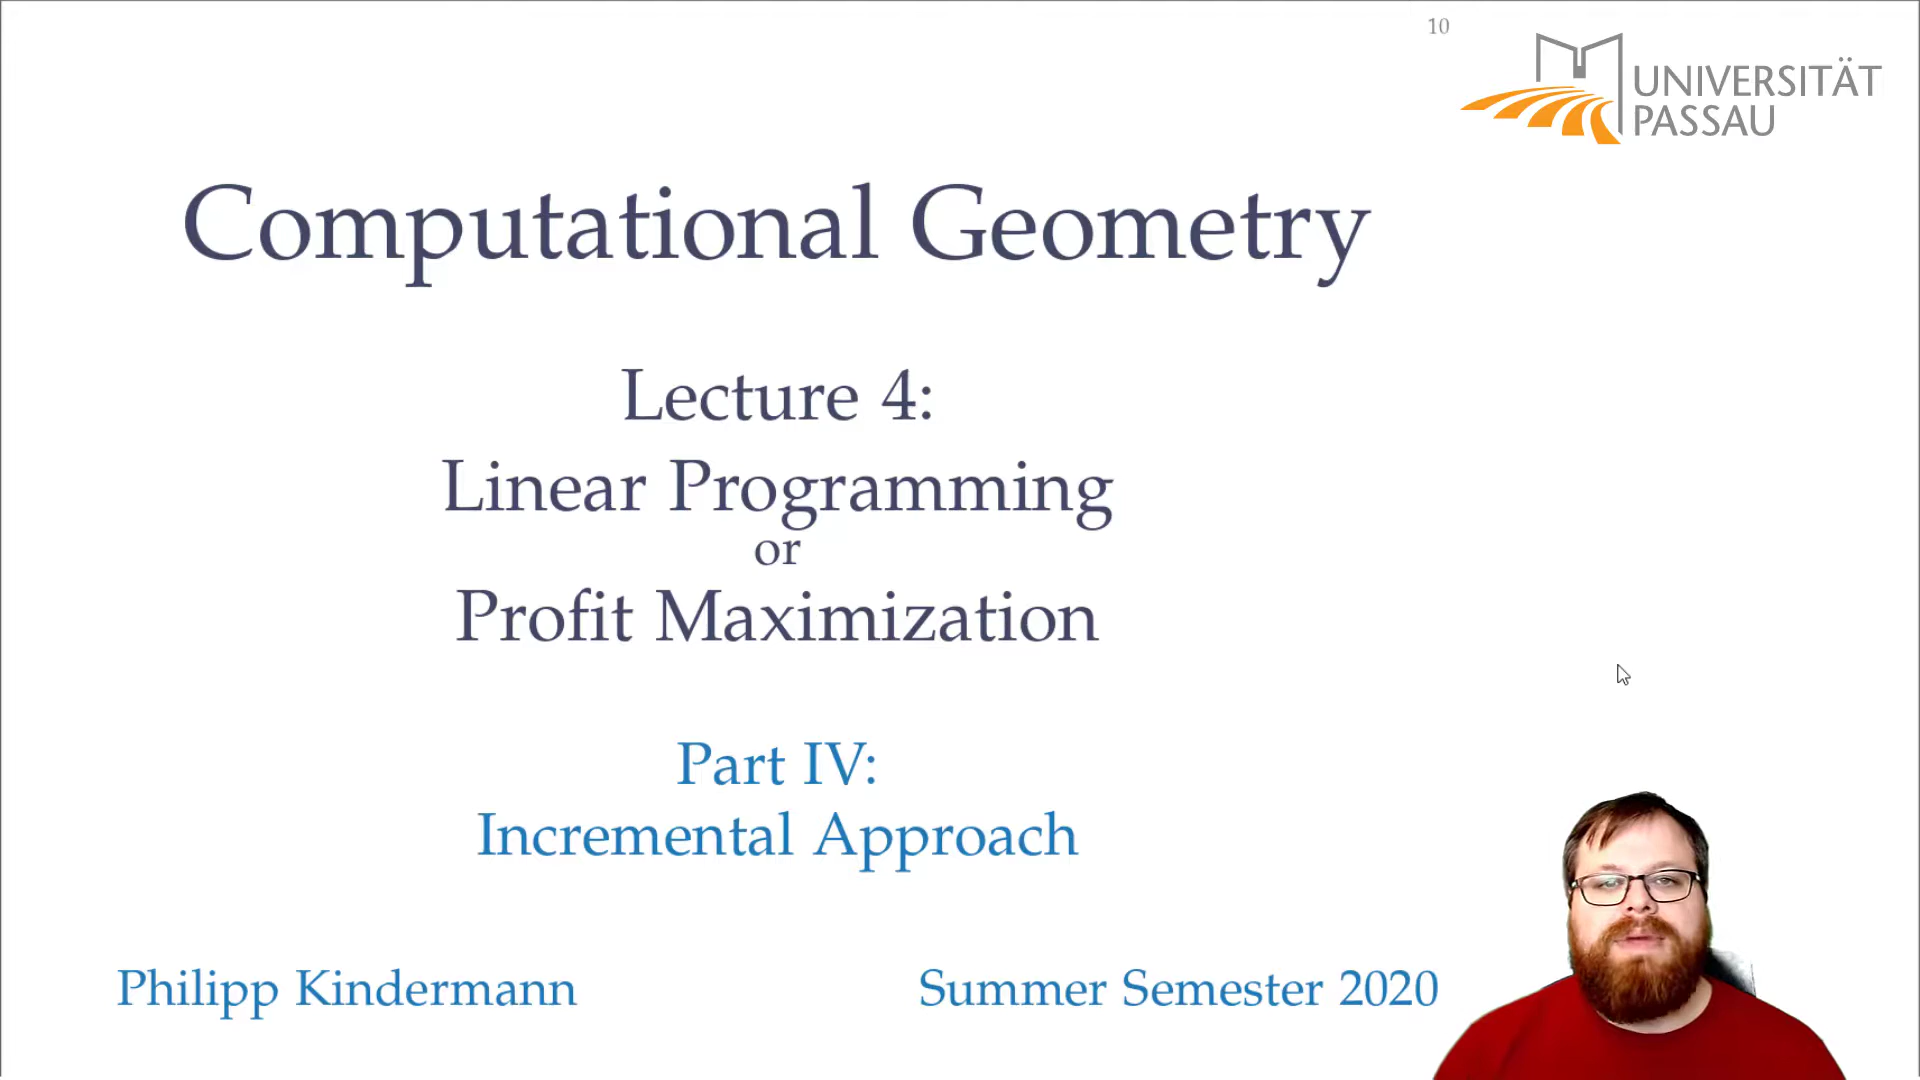 10
UNIVERSITÄT
PASSAU
Computational Geometry
Lecture 4:
Linear Programming
or
Profit Maximization
Part IV:
Incremental Approach
Philipp Kindermann
Summer Semester 2020